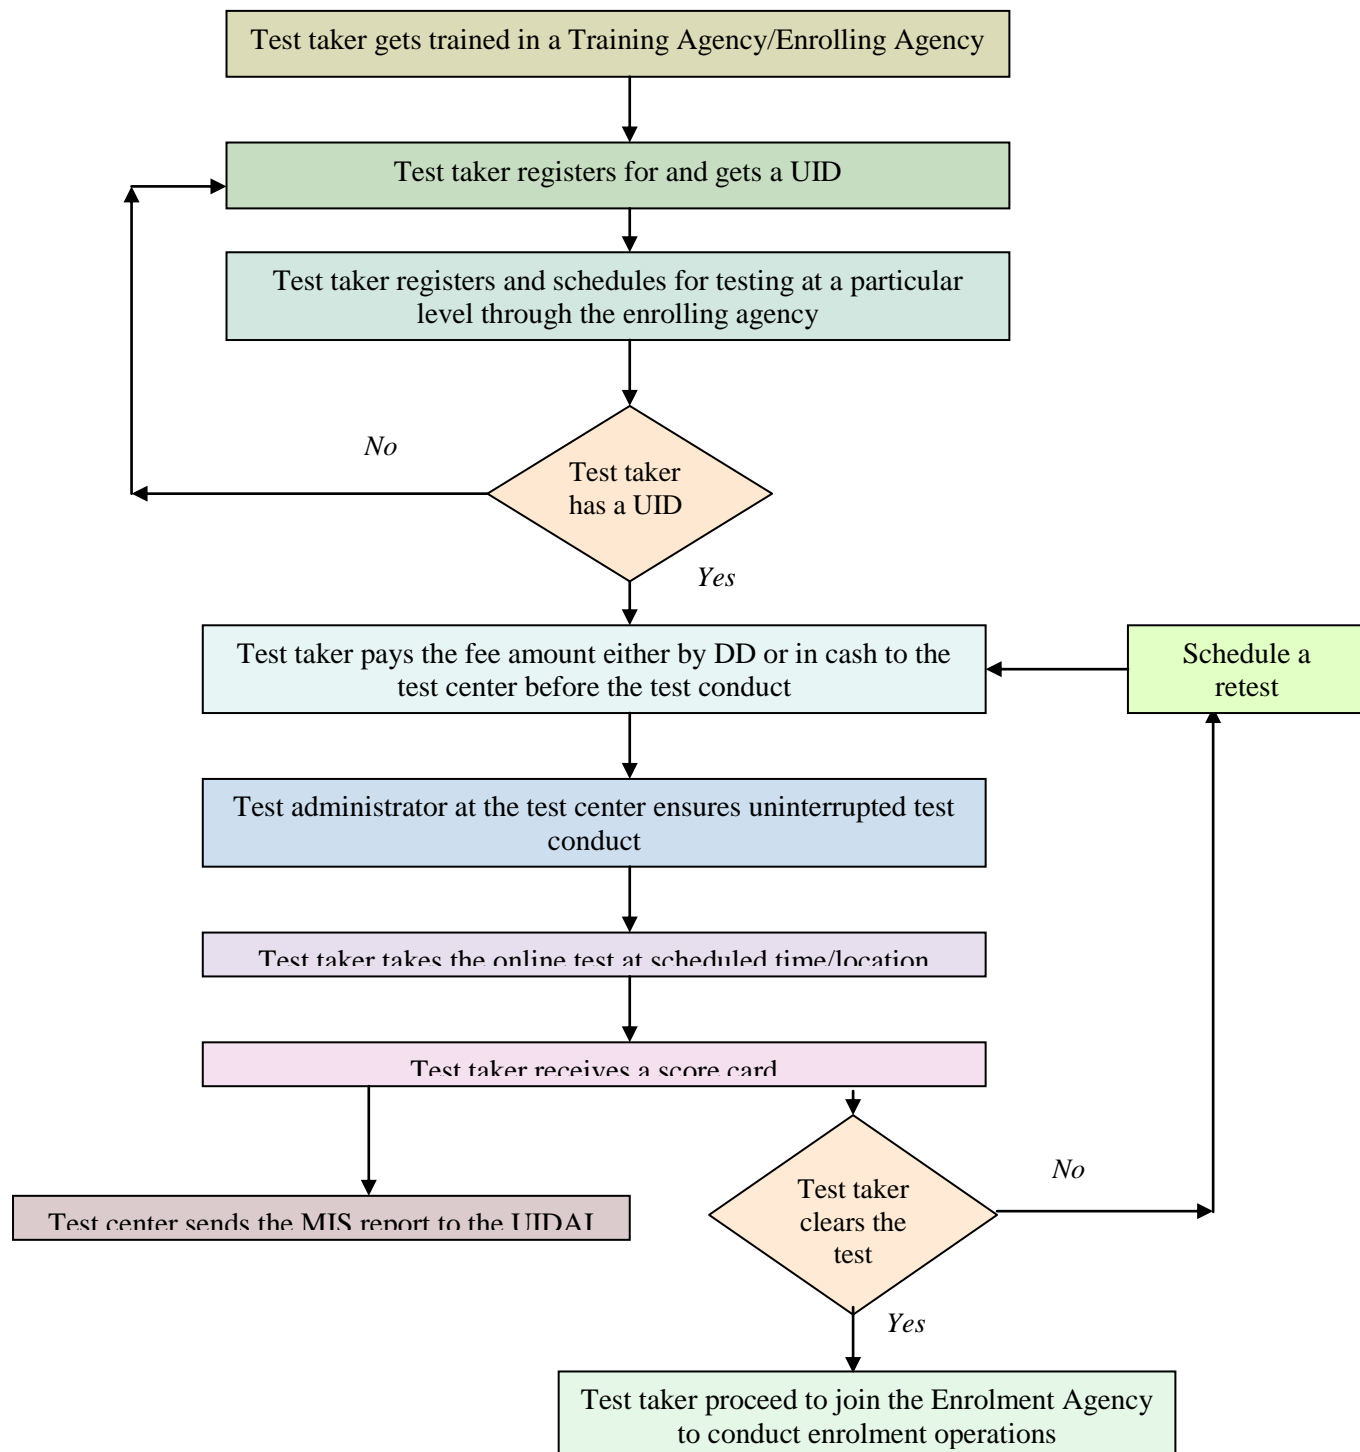 Test taker gets trained in a Training Agency/Enrolling Agency
Test taker registers for and gets a UID
Test taker registers and schedules for testing at a particular
level through the enrolling agency
No
Test taker
has a UID
Yes
Test taker pays the fee amount either by DD or in cash to the
test center before the test conduct
Schedule a
retest
Test administrator at the test center ensures uninterrupted test
conduct
Test taker takes the online test at scheduled time/location
Test taker receives a score card
Test center sends the MIS report to the UIDAI
Test taker
clears the
test
No
Yes
Test taker proceed to join the Enrolment Agency
to conduct enrolment operations